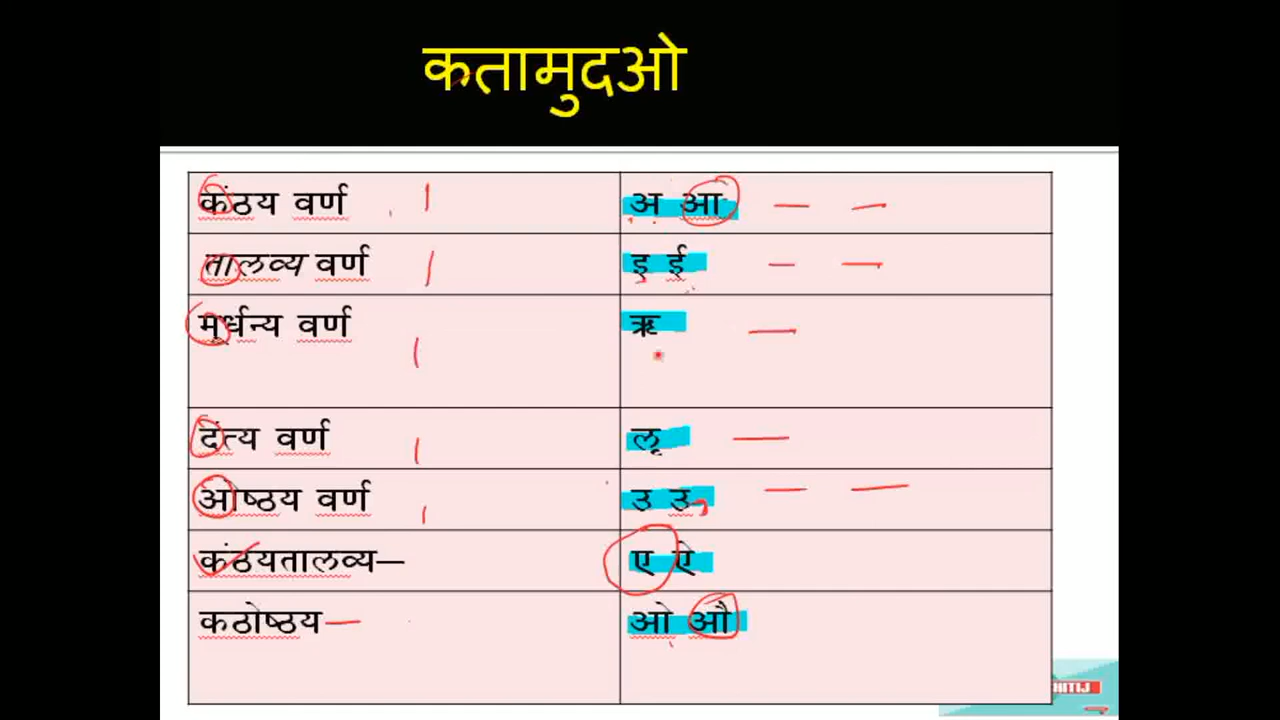 कतामुदओ
कंठय वर्ण अ आ
तालव्य वर्ण इ ई
मूर्धन्य वर्ण ऋ
दंत्य वर्ण लृ
ओष्ठय वर्ण उ उ
कंठयतालव्य— ए ऐ
कठोष्ठय— ओ औ